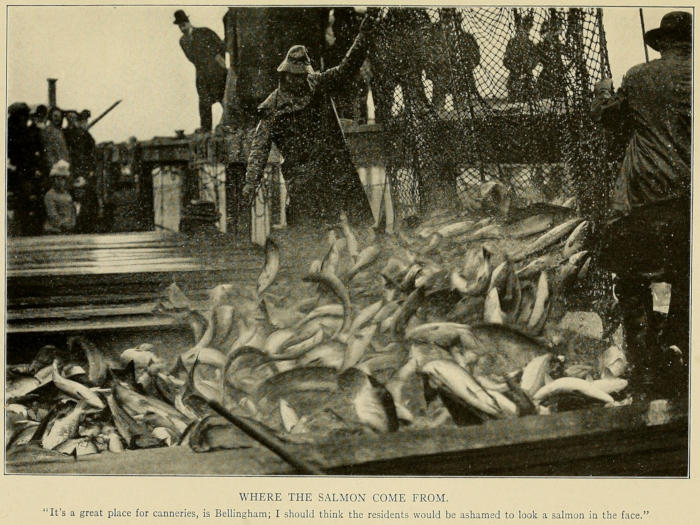 WHERE THE SALMON COME FROM.
"It's a great place for canneries, is Bellingham; I should think the residents would be ashamed to look a salmon in the face."